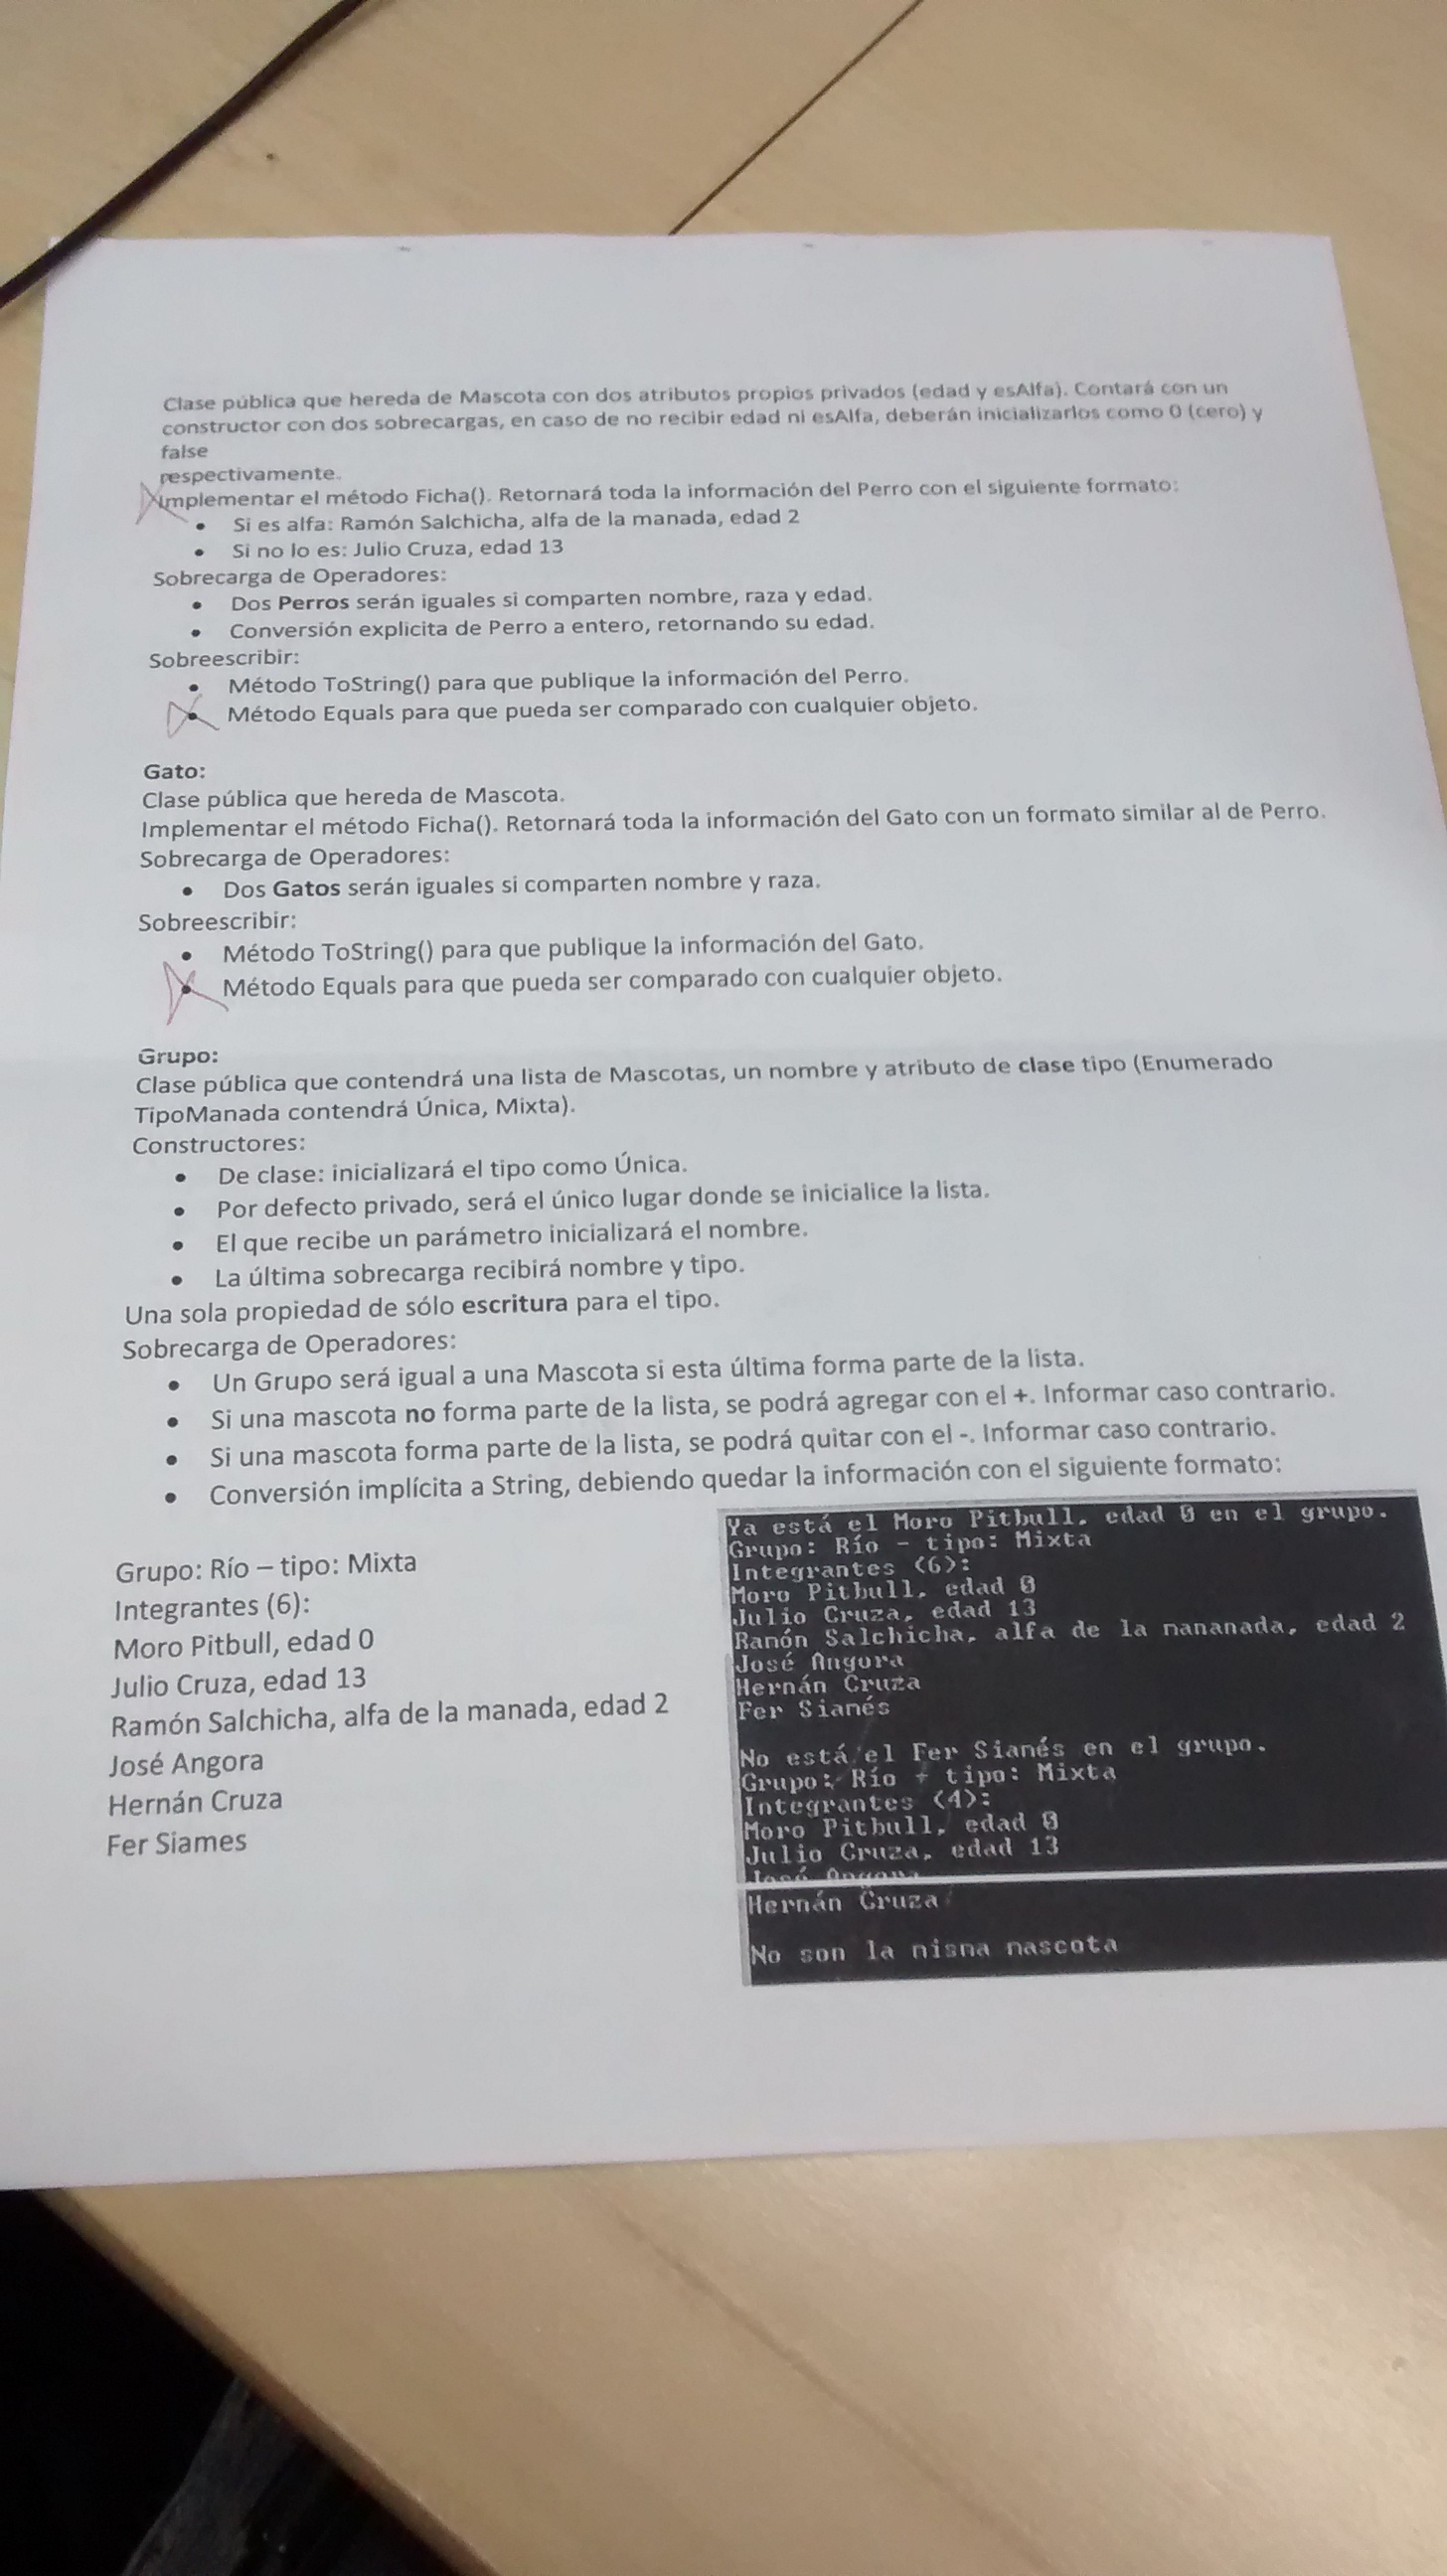 Clase pública que hereda de Mascota con dos atributos propios privados (edad y esAlfa). Contará con un
constructor con dos sobrecargas, en caso de no recibir edad ni esAlfa, deberán inicializarlos como 0 (cero) y
false
respectivamente.
Implementar el método Ficha(). Retornará toda la información del Perro con el siguiente formato:
• Si es alfa: Ramón Salchicha, alfa de la manada, edad 2
• Si no lo es: Julio Cruza, edad 13
Sobrecarga de Operadores:
• Dos Perros serán iguales si comparten nombre, raza y edad.
• Conversión explicita de Perro a entero, retornando su edad.
Sobreescribir:
• Método ToString() para que publique la información del Perro.
• Método Equals para que pueda ser comparado con cualquier objeto.
Gato:
Clase pública que hereda de Mascota.
Implementar el método Ficha(). Retornará toda la información del Gato con un formato similar al de Perro.
Sobrecarga de Operadores:
• Dos Gatos serán iguales si comparten nombre y raza.
Sobreescribir:
• Método ToString() para que publique la información del Gato.
• Método Equals para que pueda ser comparado con cualquier objeto.
Grupo:
Clase pública que contendrá una lista de Mascotas, un nombre y atributo de clase tipo (Enumerado
TipoManada contendrá Única, Mixta).
Constructores:
• De clase: inicializará el tipo como Única.
• Por defecto privado, será el único lugar donde se inicialice la lista.
• El que recibe un parámetro inicializará el nombre.
• La última sobrecarga recibirá nombre y tipo.
Una sola propiedad de sólo escritura para el tipo.
Sobrecarga de Operadores:
• Un Grupo será igual a una Mascota si esta última forma parte de la lista.
• Si una mascota no forma parte de la lista, se podrá agregar con el +. Informar caso contrario.
• Si una mascota forma parte de la lista, se podrá quitar con el -. Informar caso contrario.
• Conversión implícita a String, debiendo quedar la información con el siguiente formato:
Grupo: Río – tipo: Mixta
Integrantes (6):
Moro Pitbull, edad 0
Julio Cruza, edad 13
Ramón Salchicha, alfa de la manada, edad 2
José Angora
Hernán Cruza
Fer Siames
Ya está el Moro Pitbull, edad 0 en el grupo.
Grupo: Río - tipo: Mixta
Integrantes (6):
Moro Pitbull, edad 0
Julio Cruza, edad 13
Ramón Salchicha, alfa de la mananada, edad 2
José Angora
Hernán Cruza
Fer Siamés
No está el Fer Siamés en el grupo.
Grupo: Río - tipo: Mixta
Integrantes (4):
Moro Pitbull, edad 0
Julio Cruza, edad 13
José Angora
Hernán Cruza
No son la misma mascota